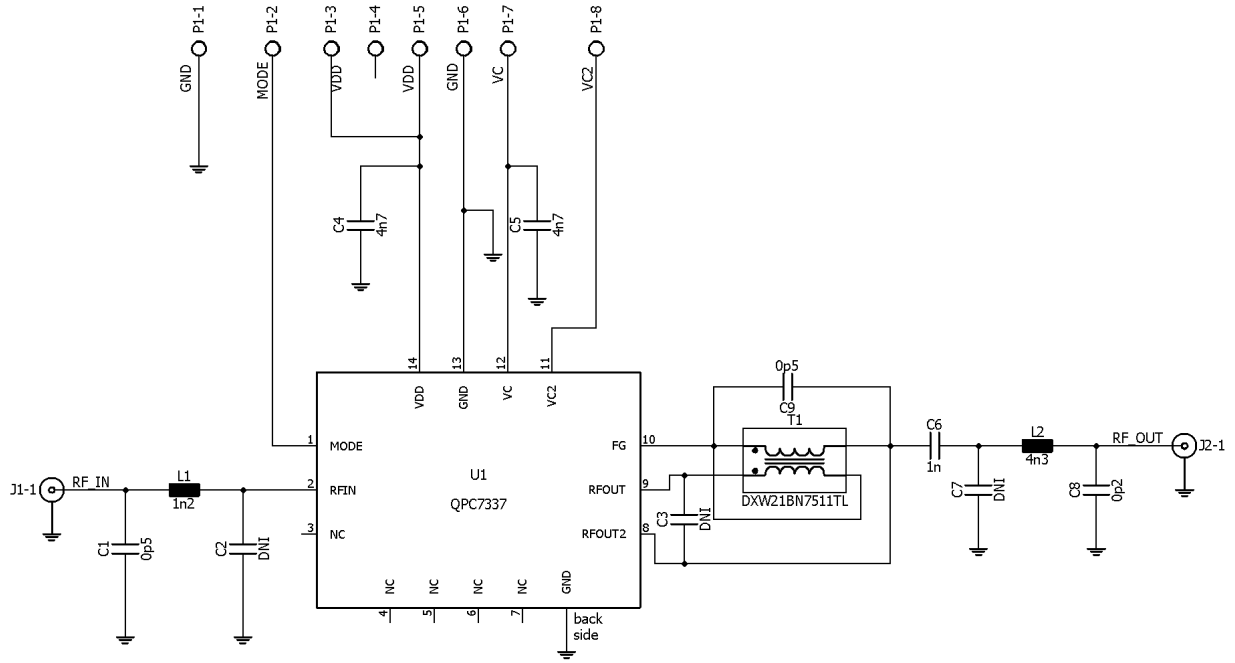 P1-1
P1-2
P1-3
P1-4
P1-5
P1-6
P1-7
P1-8
GND
MODE
VDD
VDD
GND
VC
VC2
C4
4n7
C5
4n7
14
13
12
11
VDD
GND
VC
VC2
0p5
C9
T1
1
MODE
FG
10
C6
1n
L2
4n3
RF_OUT
J2-1
J1-1
RF_IN
L1
1n2
2
RFIN
U1
QPC7337
RFOUT
9
DXW21BN7511TL
C7
DNI
C8
0p2
C1
0p5
C2
DNI
3
NC
RFOUT2
8
C3
DNI
NC
NC
NC
NC
GND
4
5
6
7
back
side